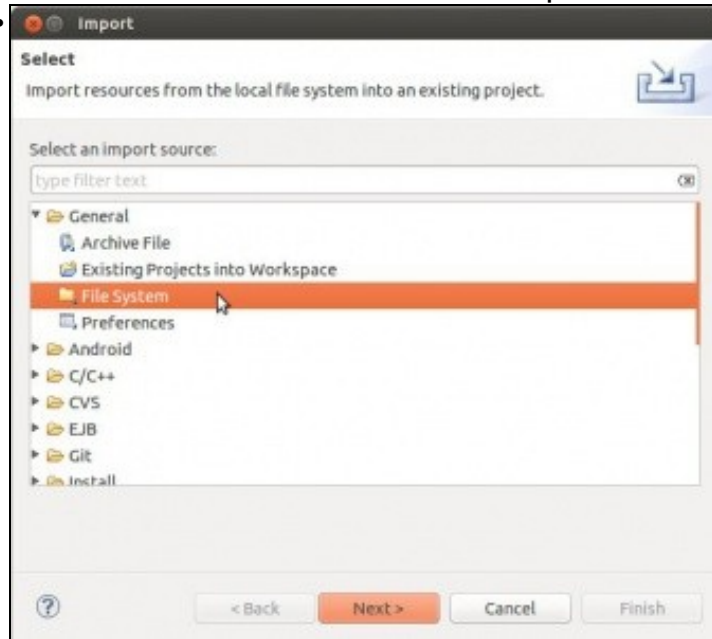 Import
Select
Import resources from the local file system into an existing project.
Select an import source:
type filter text
General
Archive File
Existing Projects into Workspace
File System
Preferences
Android
C/C++
CVS
EJB
Git
Install
?
< Back Next > Cancel Finish